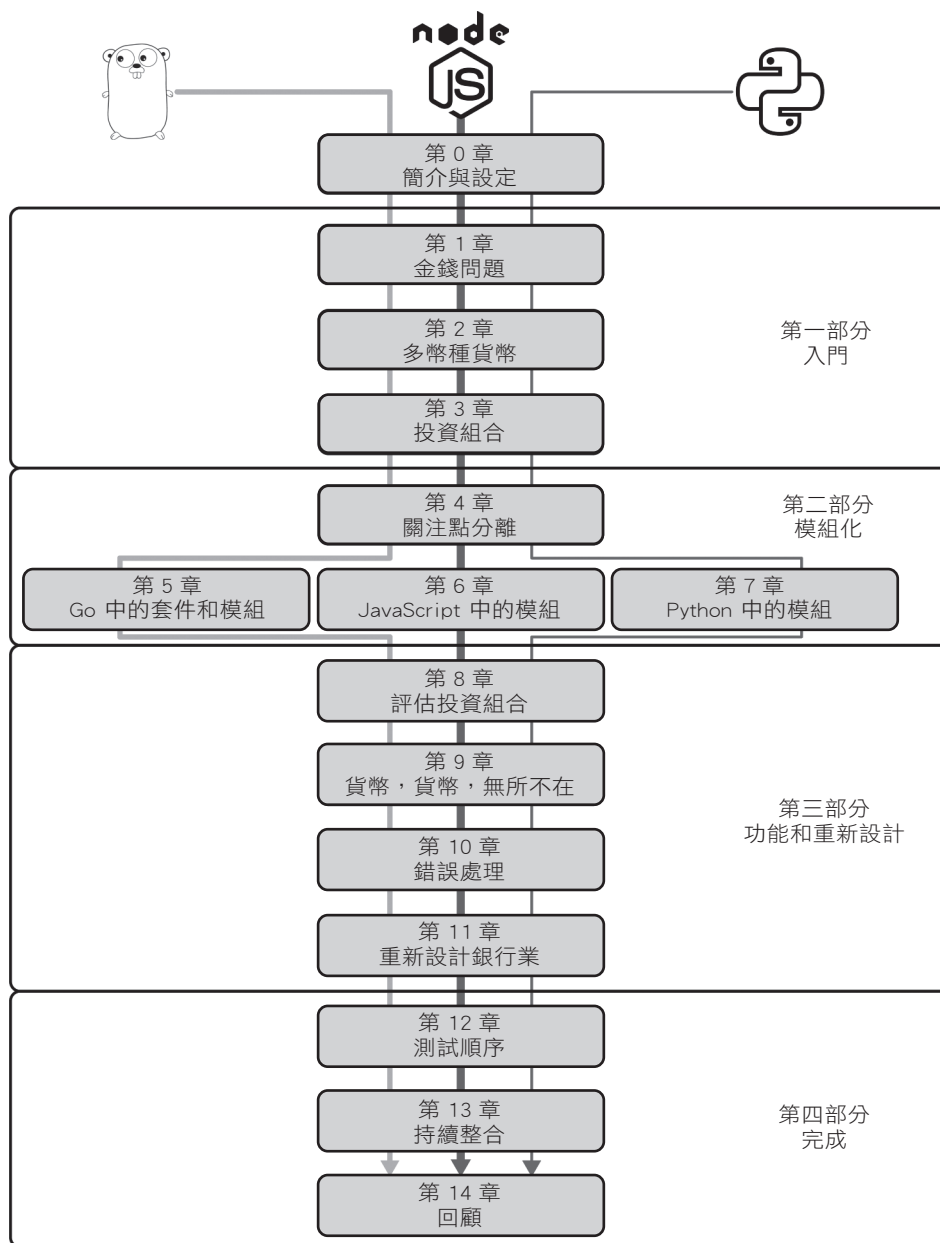 node
JS
第 0 章
簡介與設定
第 1 章
金錢問題
第 2 章
多幣種貨幣
第一部分
入門
第 3 章
投資組合
第 4 章
關注點分離
第二部分
模組化
第 5 章
Go 中的套件和模組
第 6 章
JavaScript 中的模組
第 7 章
Python 中的模組
第 8 章
評估投資組合
第 9 章
貨幣，貨幣，無所不在
第三部分
功能和重新設計
第 10 章
錯誤處理
第 11 章
重新設計銀行業
第 12 章
測試順序
第 13 章
持續整合
第四部分
完成
第 14 章
回顧